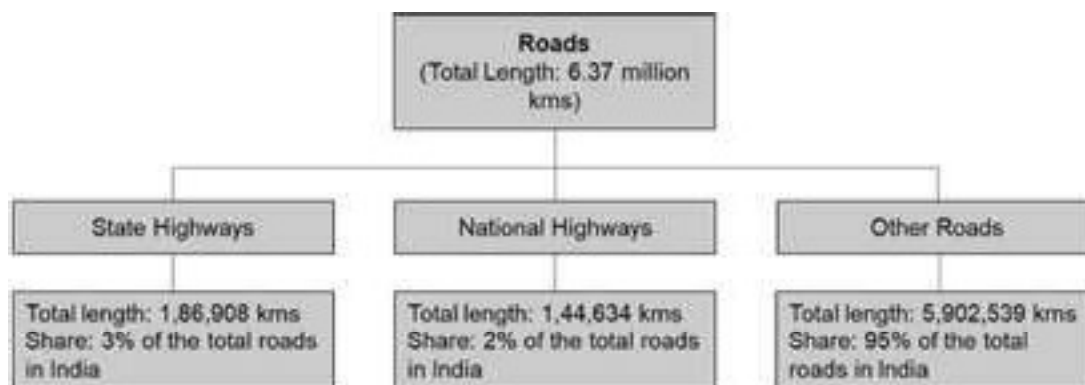 Roads
(Total Length: 6.37 million
kms)
State Highways
National Highways
Other Roads
Total length: 1,86,908 kms
Share: 3% of the total roads
in India
Total length: 1,44,634 kms
Share: 2% of the total roads
in India
Total length: 5,902,539 kms
Share: 95% of the total
roads in India